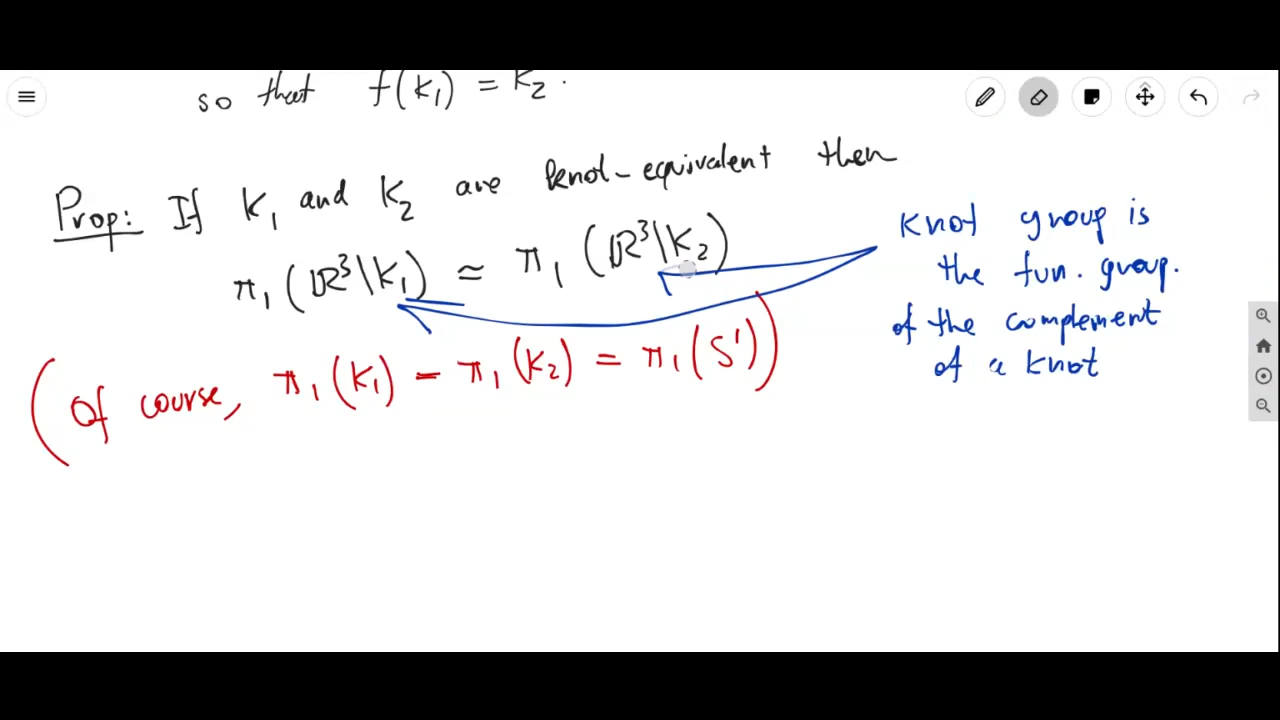 so that f(K₁) = K₂.
Prop: If K₁ and K₂ are knot-equivalent then
π₁(ℝ³\K₁) ≃ π₁(ℝ³\K₂)
(Of course, π₁(K₁) = π₁(K₂) = π₁(S¹))
Knot group is
the fun. group.
of the complement
of a knot